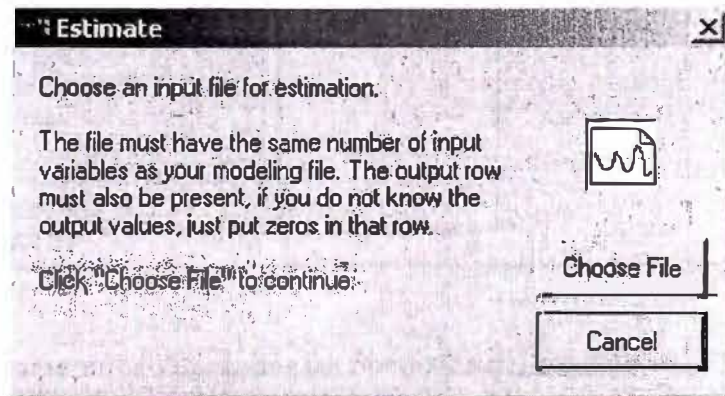 Estimate
Choose an input file for estimation.
The file must have the same number of input
variables as your modeling file. The output row
must also be present, if you do not know the
output values, just put zeros in that row.
Click "Choose File" to continue.
Choose File
Cancel